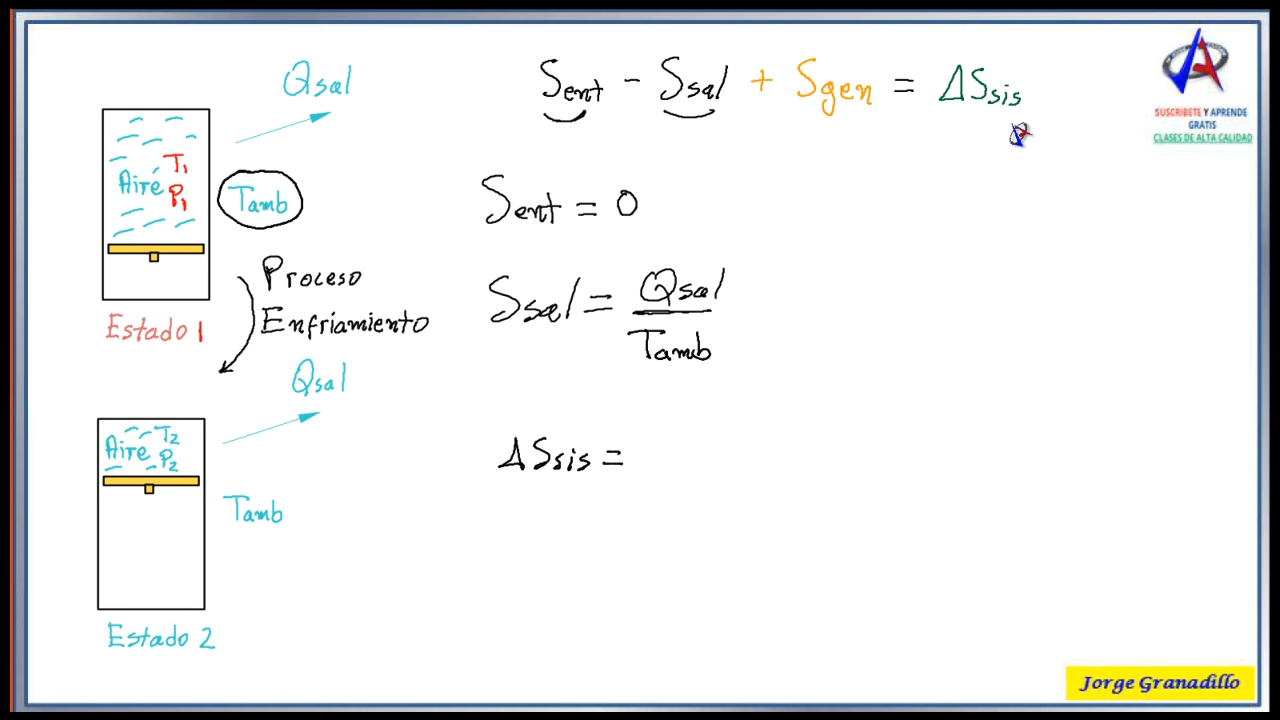 Qsal
Sent - Ssal + Sgen = ΔSsis
SUSCRIBETE Y APRENDE
GRATIS
CLASES DE ALTA CALIDAD
Aire T1
P1
Tamb
Sent = 0
Proceso
Enfriamiento
Estado 1
Ssal = Qsal
Tamb
Qsal
Aire T2
P2
ΔSsis =
Tamb
Estado 2
Jorge Granadillo